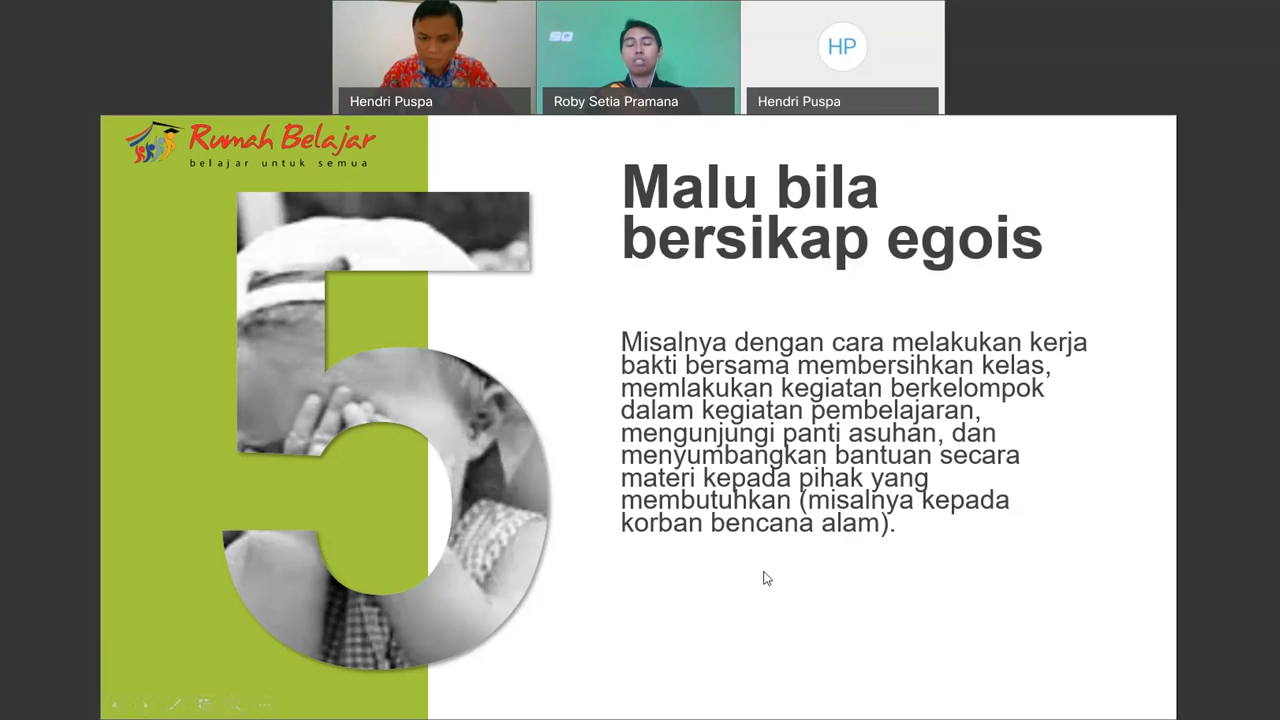 HP
Hendri Puspa
Roby Setia Pramana
Hendri Puspa
Rumah Belajar
belajar untuk semua
5
Malu bila
bersikap egois
Misalnya dengan cara melakukan kerja
bakti bersama membersihkan kelas,
memlakukan kegiatan berkelompok
dalam kegiatan pembelajaran,
mengunjungi panti asuhan, dan
menyumbangkan bantuan secara
materi kepada pihak yang
membutuhkan (misalnya kepada
korban bencana alam).